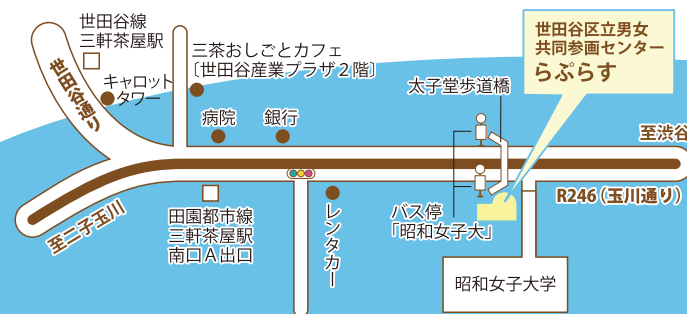 世田谷線
三軒茶屋駅
キャロット
タワー
世田谷通り
三茶おしごとカフェ
〔世田谷産業プラザ２階〕
病院
銀行
太子堂歩道橋
世田谷区立男女
共同参画センター
らぷらす
至渋谷
R246（玉川通り）
至二子玉川
田園都市線
三軒茶屋駅
南口Ａ出口
レンタカー
バス停
「昭和女子大」
昭和女子大学